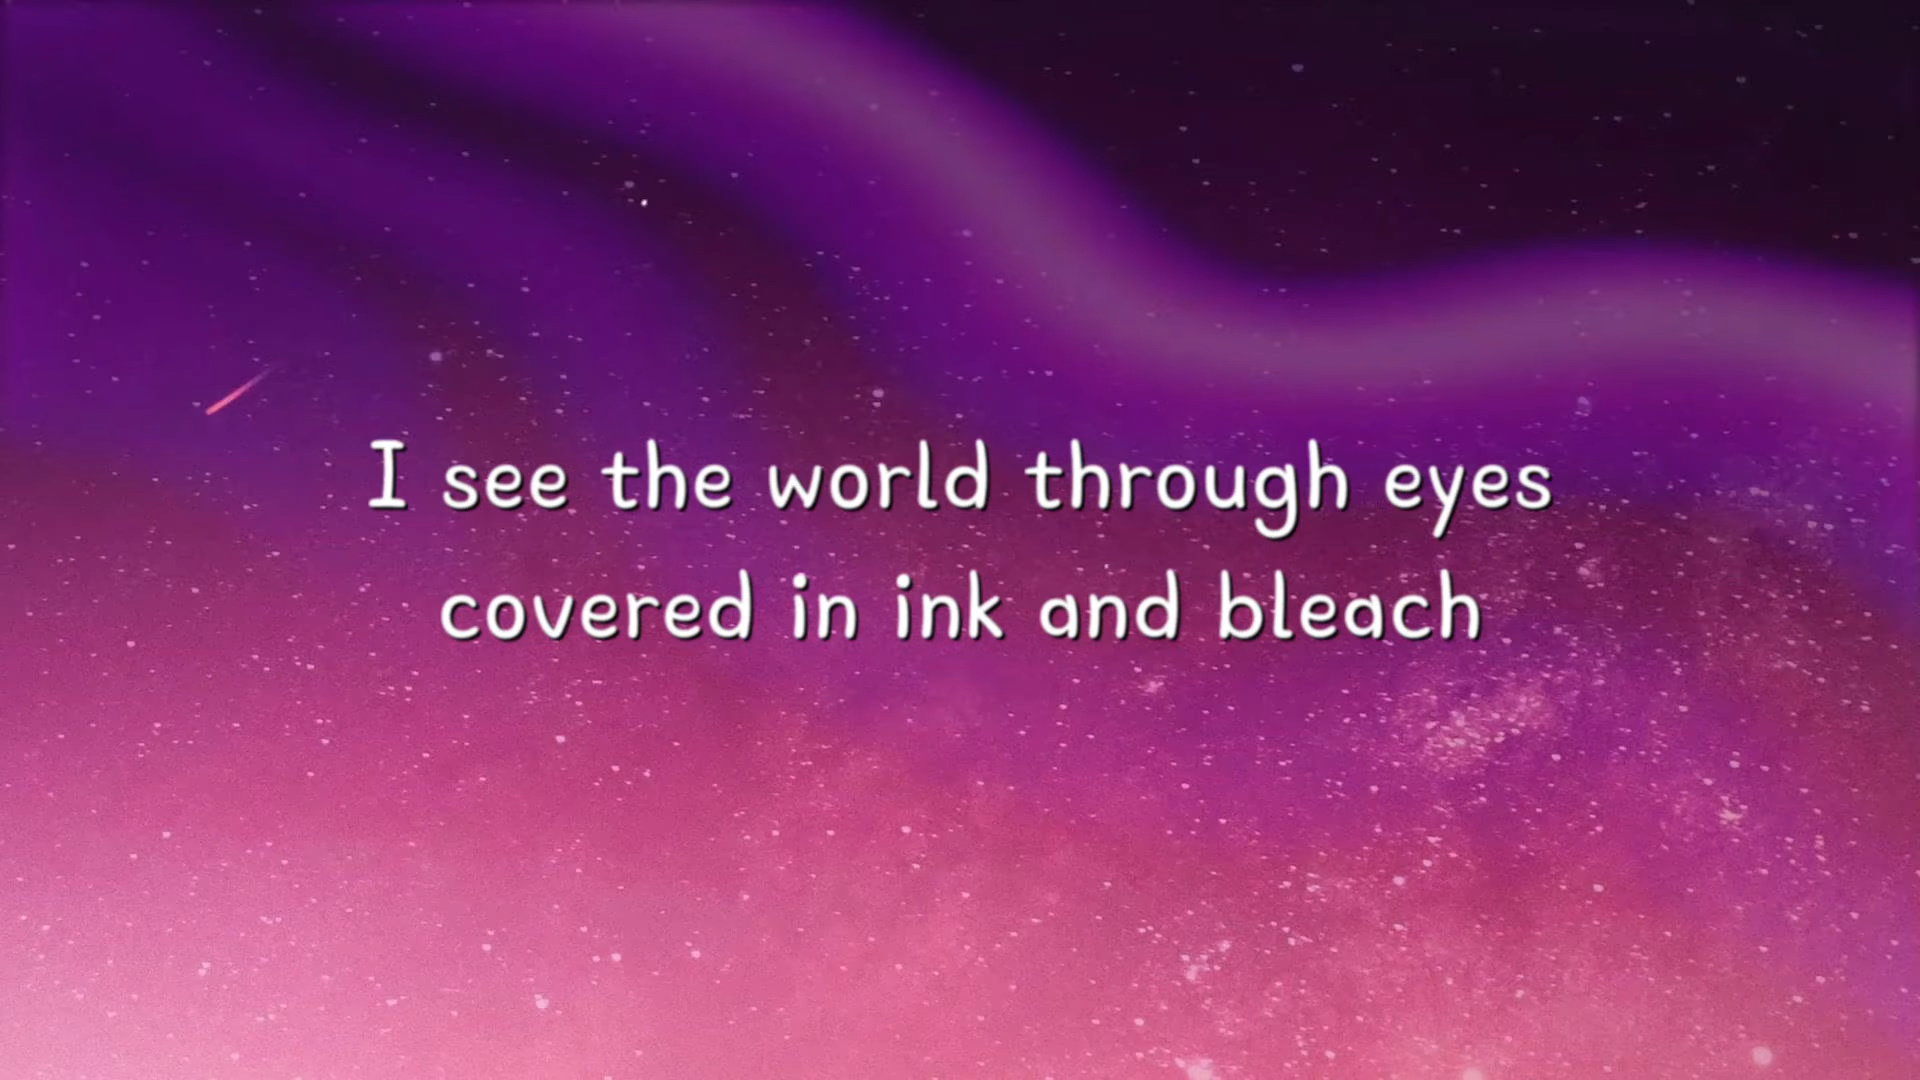 I see the world through eyes
covered in ink and bleach